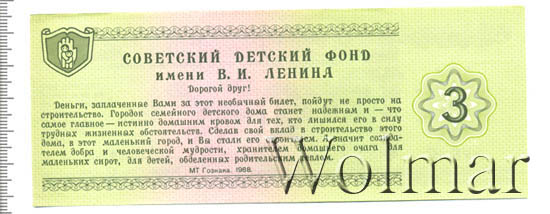 СОВЕТСКИЙ ДЕТСКИЙ ФОНД
ИМЕНИ В. И. ЛЕНИНА
Дорогой друг!
Деньги, заплаченные Вами за этот необычный билет, пойдут не просто на
строительство. Городок семейного детского дома станет надежным и — что
самое главное — истинно домашним кровом для тех, кто лишился его в силу
трудных жизненных обстоятельств. Сделав свой вклад в строительство этого
дома, в этот маленький город, и Вы стали его
дателем добра и человеческой мудрости, хранителем домашнего очага для
маленьких сирот, для детей, обделенных родительским теплом.
МТ Гознака. 1988.
3
Wolmar